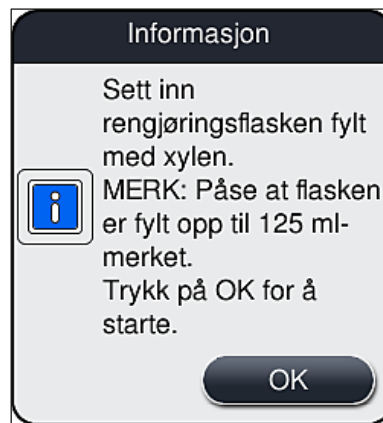 Informasjon
Sett inn
rengjøringsflasken fylt
med xylen.
MERK: Påse at flasken
er fylt opp til 125 ml-
merket.
Trykk på OK for å
starte.
OK